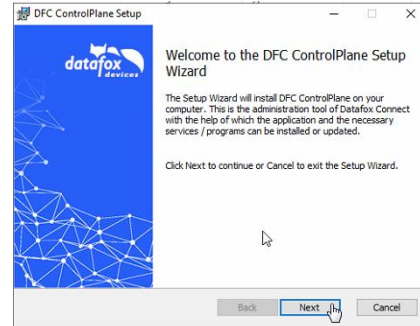 DFC ControlPlane Setup
datafox
devices
Welcome to the DFC ControlPlane Setup
Wizard
The Setup Wizard will install DFC ControlPlane on your
computer. This is the administration tool of Datafox Connect
with the help of which the application and the necessary
services / programs can be installed or updated.
Click Next to continue or Cancel to exit the Setup Wizard.
Back Next Cancel